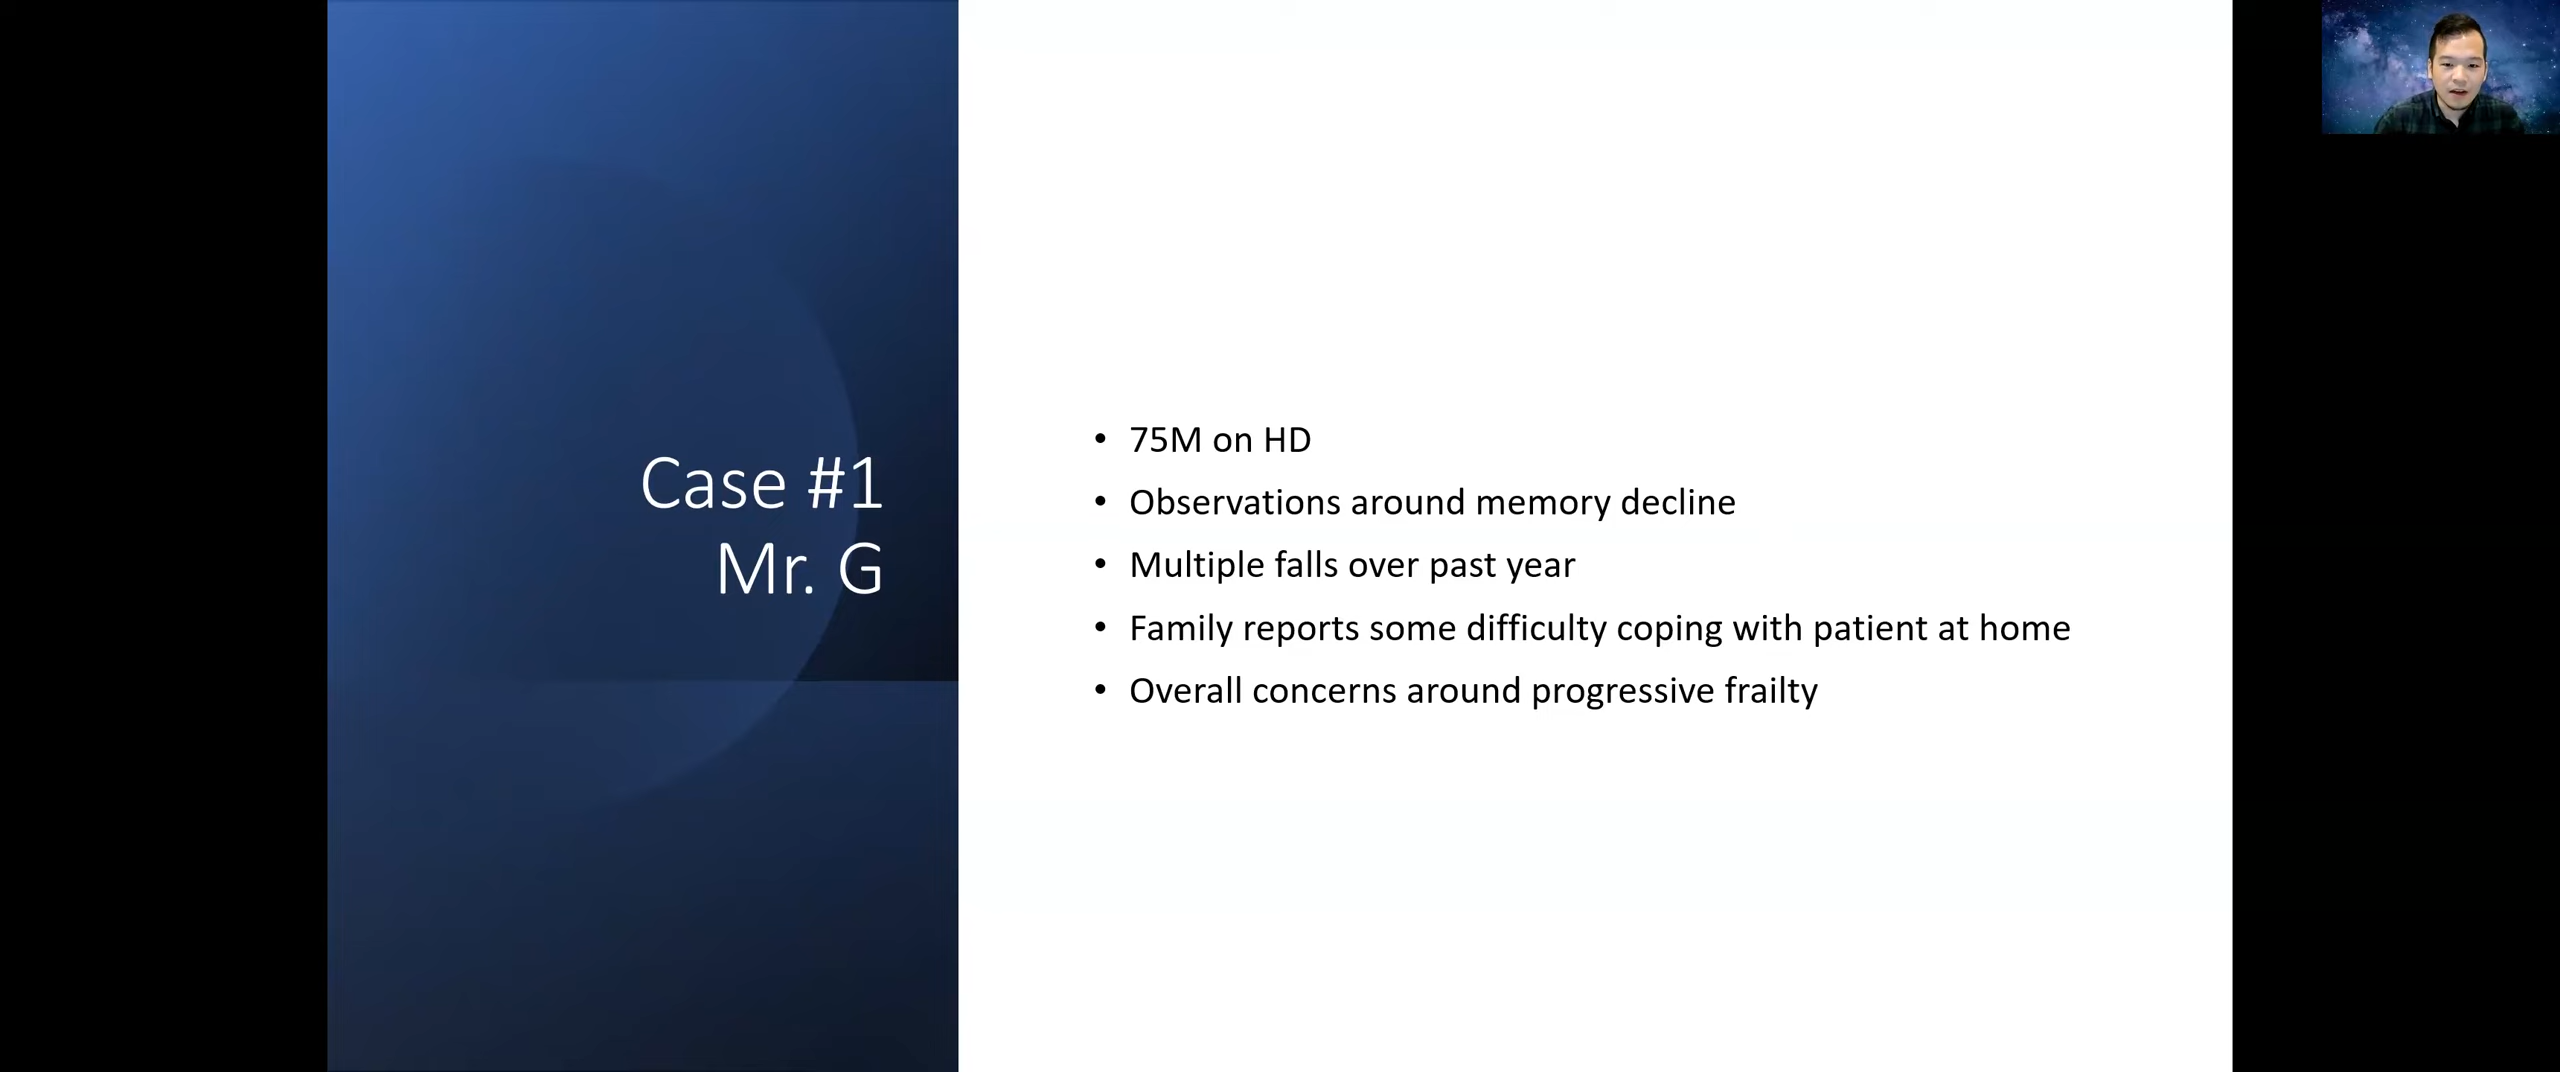 Case #1
Mr. G
• 75M on HD
• Observations around memory decline
• Multiple falls over past year
• Family reports some difficulty coping with patient at home
• Overall concerns around progressive frailty